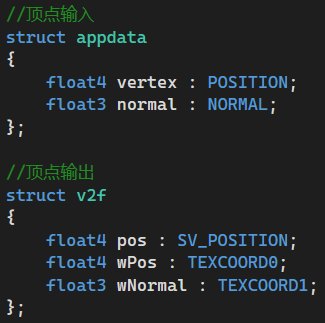 //顶点输入
struct appdata
{
    float4 vertex : POSITION;
    float3 normal : NORMAL;
};

//顶点输出
struct v2f
{
    float4 pos : SV_POSITION;
    float4 wPos : TEXCOORD0;
    float3 wNormal : TEXCOORD1;
};